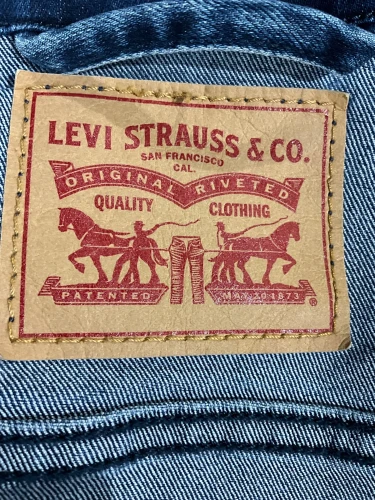 LEVI STRAUSS & CO.
SAN FRANCISCO
CAL.
ORIGINAL RIVETED
QUALITY CLOTHING
PATENTED MAY 20 1873 ®